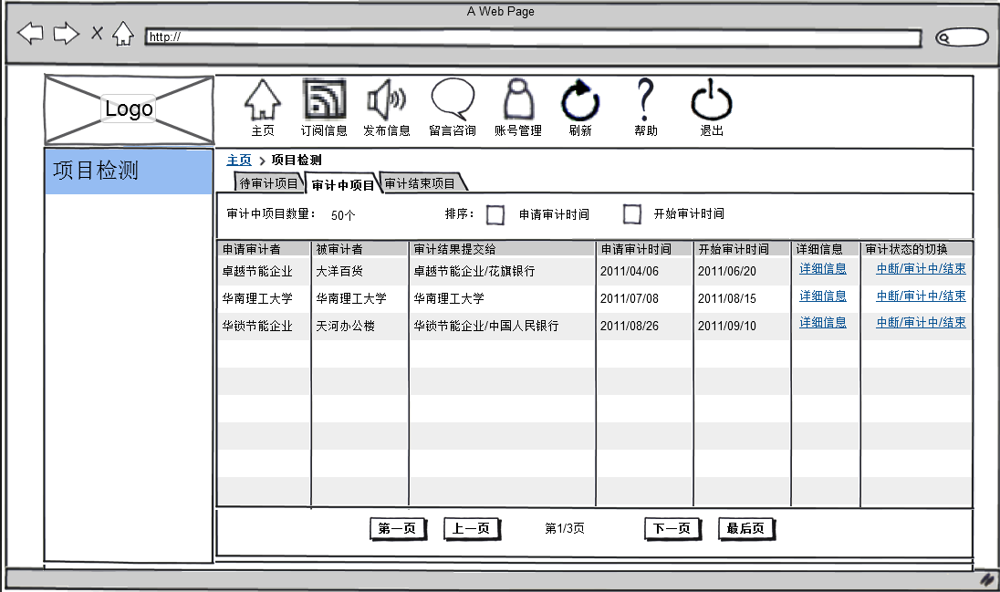 A Web Page
http://
Logo
主页 订阅信息 发布信息 留言咨询 账号管理 刷新 帮助 退出
项目检测
主页 > 项目检测
待审计项目 审计中项目 审计结束项目
审计中项目数量： 50个 排序： 申请审计时间 开始审计时间
申请审计者 被审计者 审计结果提交给 申请审计时间 开始审计时间 详细信息 审计状态的切换
卓越节能企业 大洋百货 卓越节能企业/花旗银行 2011/04/06 2011/06/20 详细信息 中断/审计中/结束
华南理工大学 华南理工大学 华南理工大学 2011/07/08 2011/08/15 详细信息 中断/审计中/结束
华锁节能企业 天河办公楼 华锁节能企业/中国人民银行 2011/08/26 2011/09/10 详细信息 中断/审计中/结束
第一页 上一页 第1/3页 下一页 最后页